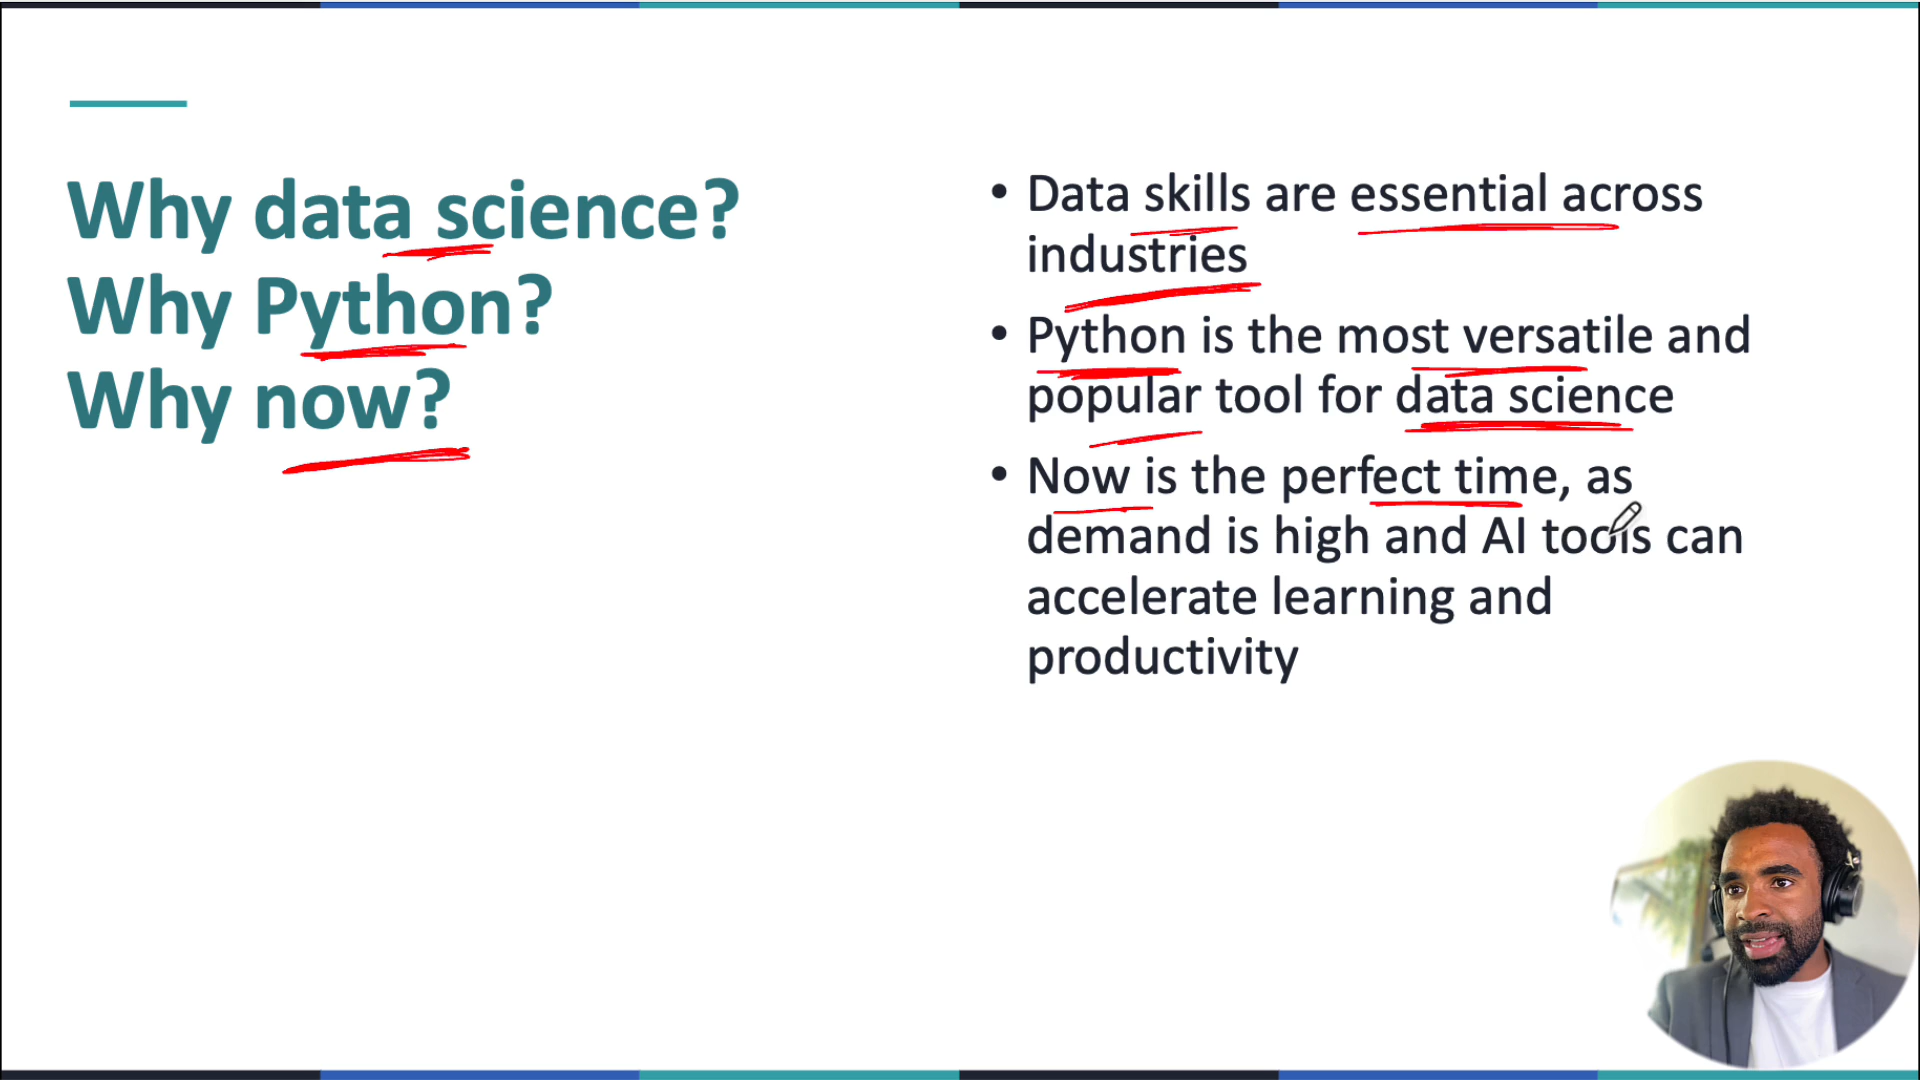 Why data science?
Why Python?
Why now?
• Data skills are essential across
industries
• Python is the most versatile and
popular tool for data science
• Now is the perfect time, as
demand is high and AI tools can
accelerate learning and
productivity